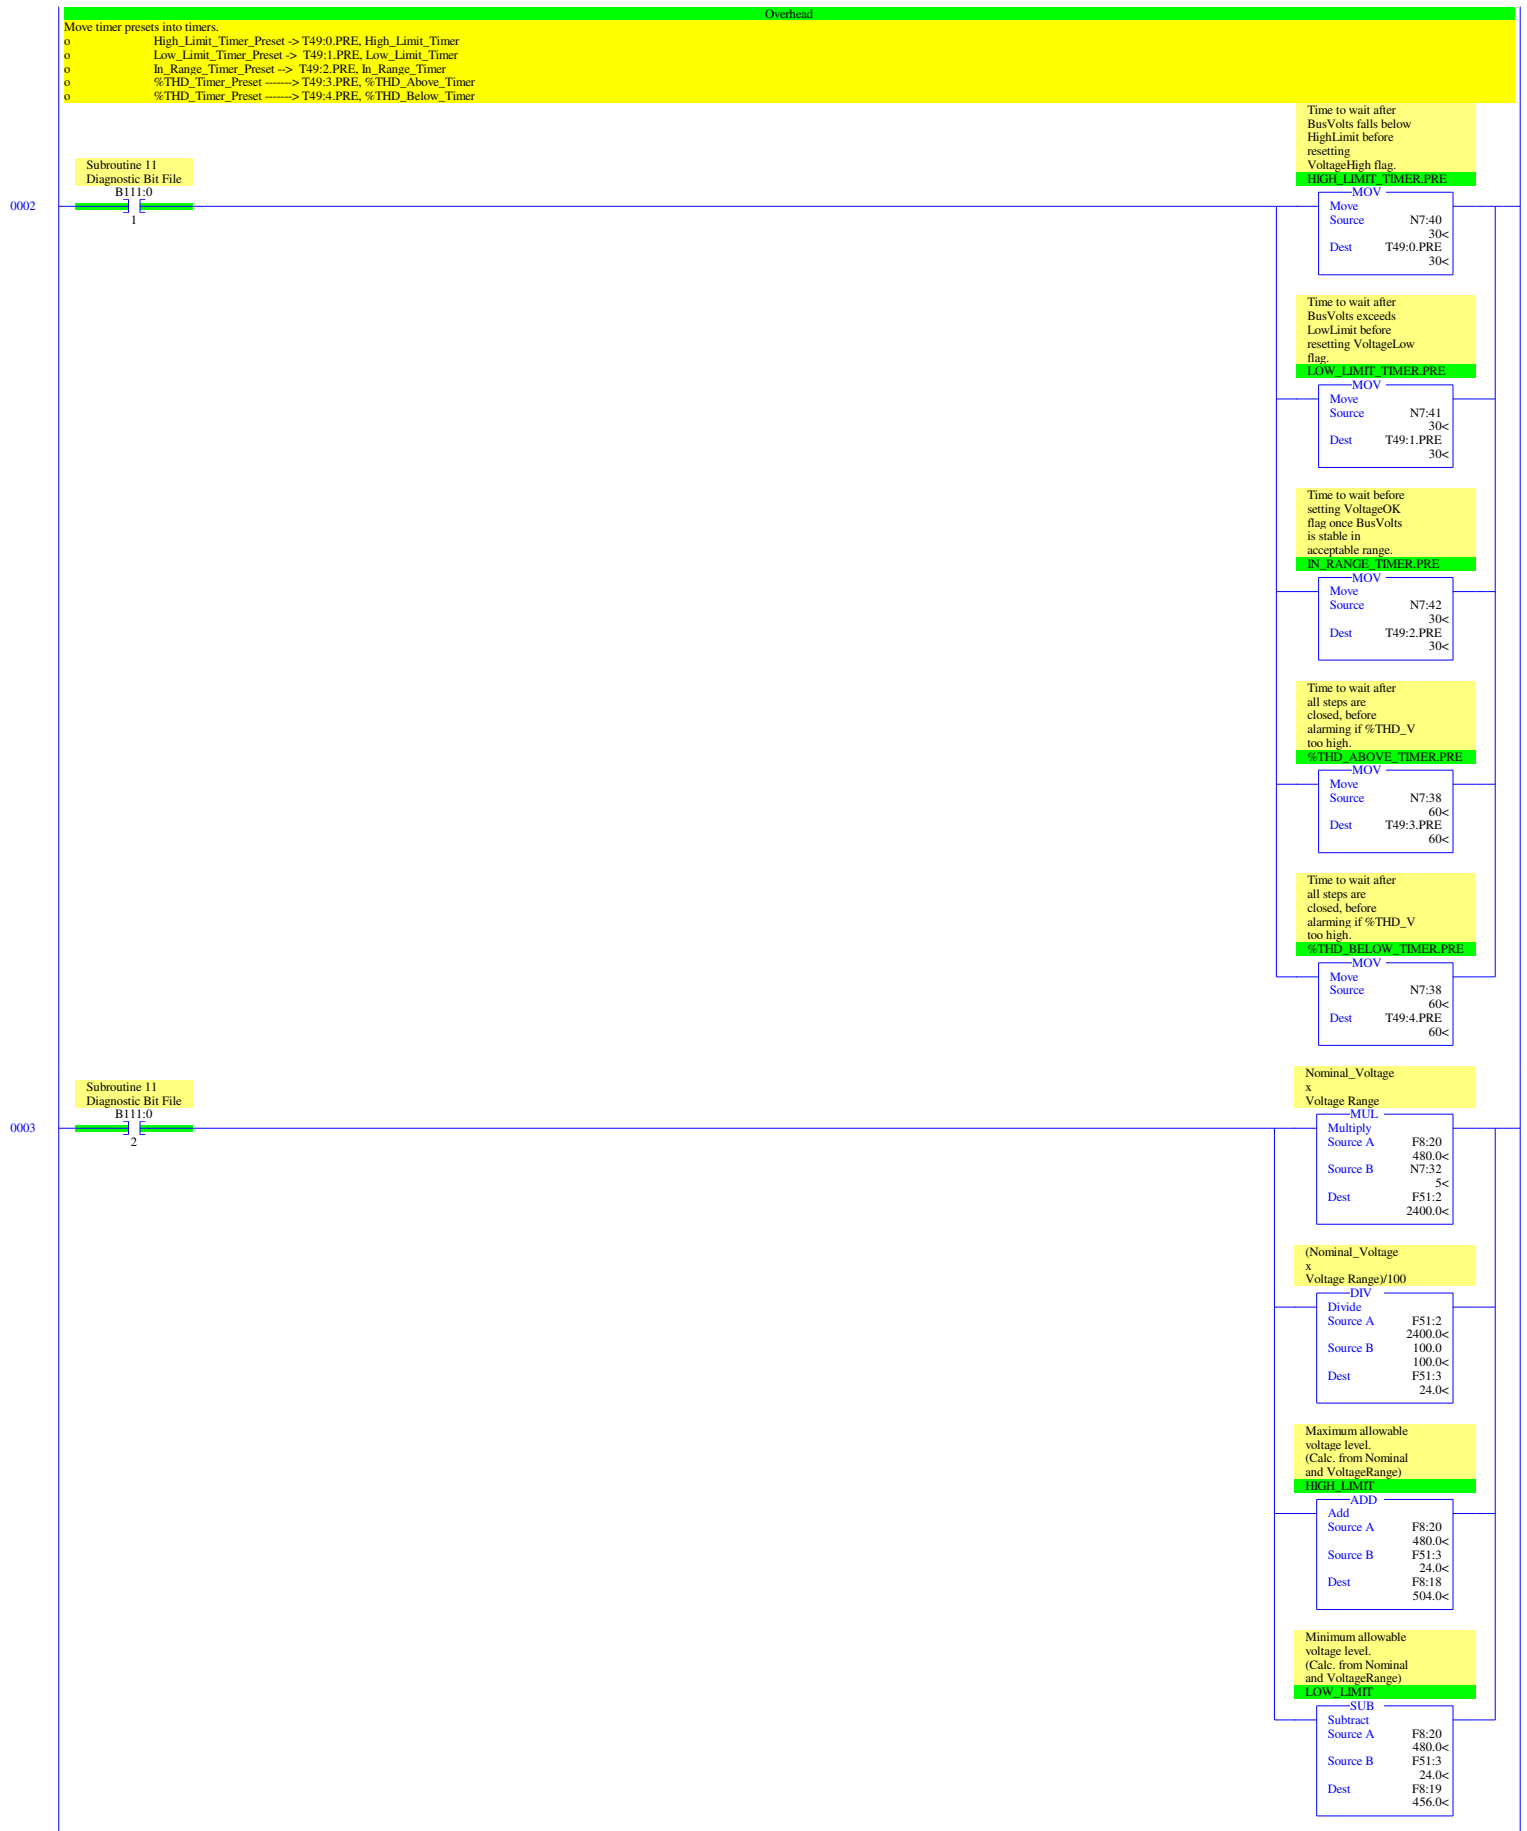 Overhead
Move timer presets into timers.
o High_Limit_Timer_Preset -> T49:0.PRE, High_Limit_Timer
o Low_Limit_Timer_Preset -> T49:1.PRE, Low_Limit_Timer
o In_Range_Timer_Preset --> T49:2.PRE, In_Range_Timer
o %THD_Timer_Preset -------> T49:3.PRE, %THD_Above_Timer
o %THD_Timer_Preset -------> T49:4.PRE, %THD_Below_Timer
Subroutine 11
Diagnostic Bit File
B111:0
0002
1
Time to wait after
BusVolts falls below
HighLimit before
resetting
VoltageHigh flag.
HIGH_LIMIT_TIMER.PRE
MOV
Move
Source N7:40
30<
Dest T49:0.PRE
30<
Time to wait after
BusVolts exceeds
LowLimit before
resetting VoltageLow
flag.
LOW_LIMIT_TIMER.PRE
MOV
Move
Source N7:41
30<
Dest T49:1.PRE
30<
Time to wait before
setting VoltageOK
flag once BusVolts
is stable in
acceptable range.
IN_RANGE_TIMER.PRE
MOV
Move
Source N7:42
30<
Dest T49:2.PRE
30<
Time to wait after
all steps are
closed, before
alarming if %THD_V
too high.
%THD_ABOVE_TIMER.PRE
MOV
Move
Source N7:38
60<
Dest T49:3.PRE
60<
Time to wait after
all steps are
closed, before
alarming if %THD_V
too high.
%THD_BELOW_TIMER.PRE
MOV
Move
Source N7:38
60<
Dest T49:4.PRE
60<
Subroutine 11
Diagnostic Bit File
B111:0
0003
2
Nominal_Voltage
x
Voltage Range
MUL
Multiply
Source A F8:20
480.0<
Source B N7:32
5<
Dest F51:2
2400.0<
(Nominal_Voltage
x
Voltage Range)/100
DIV
Divide
Source A F51:2
2400.0<
Source B 100.0
100.0<
Dest F51:3
24.0<
Maximum allowable
voltage level.
(Calc. from Nominal
and VoltageRange)
HIGH_LIMIT
ADD
Add
Source A F8:20
480.0<
Source B F51:3
24.0<
Dest F8:18
504.0<
Minimum allowable
voltage level.
(Calc. from Nominal
and VoltageRange)
LOW_LIMIT
SUB
Subtract
Source A F8:20
480.0<
Source B F51:3
24.0<
Dest F8:19
456.0<